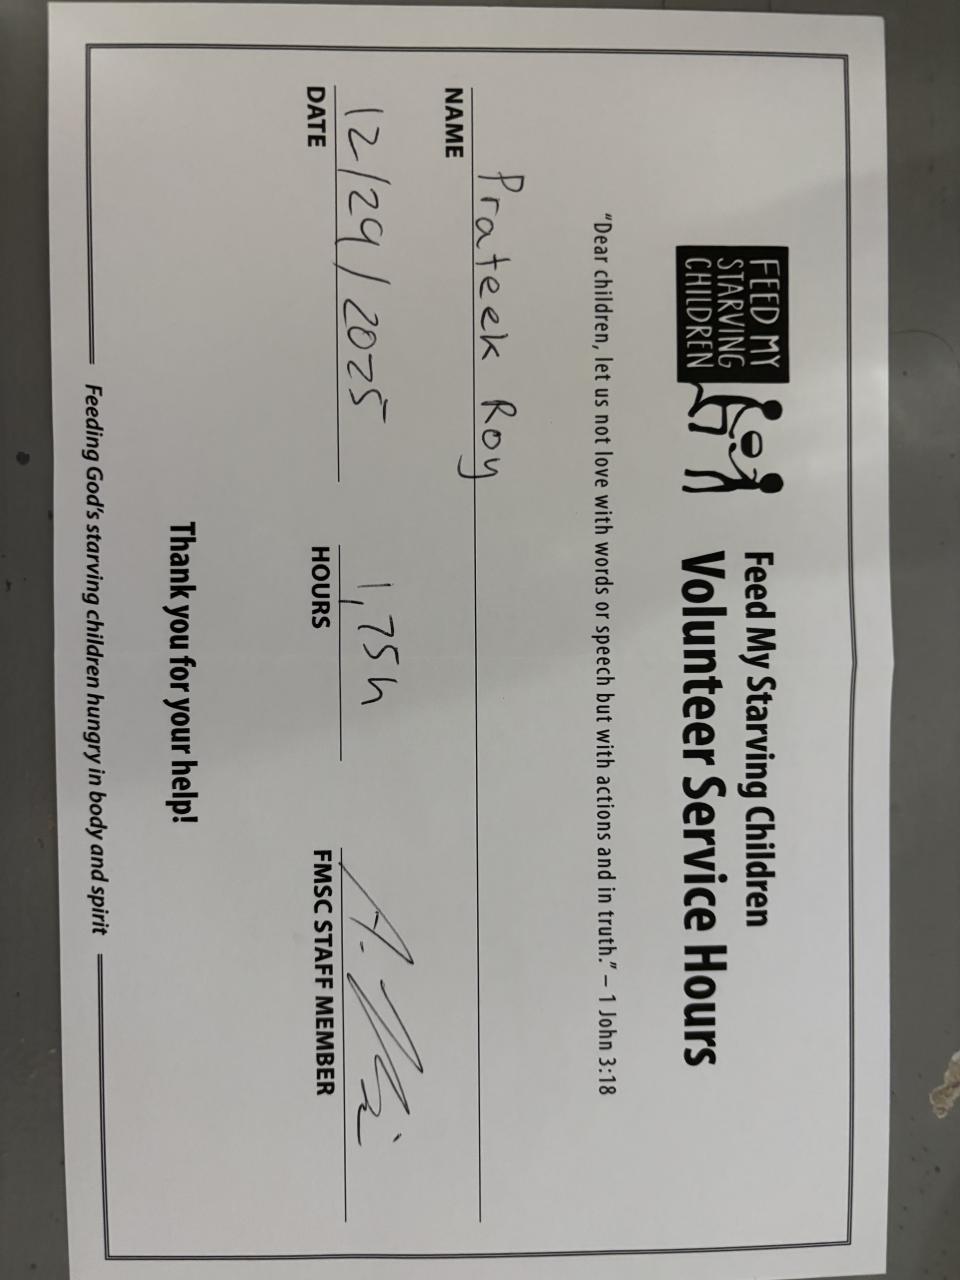 FEED MY
STARVING
CHILDREN
Feed My Starving Children
Volunteer Service Hours
“Dear children, let us not love with words or speech but with actions and in truth.” – 1 John 3:18
Prateek Roy
NAME
12/29/2025 1,75h
DATE HOURS FMSC STAFF MEMBER
Thank you for your help!
Feeding God's starving children hungry in body and spirit